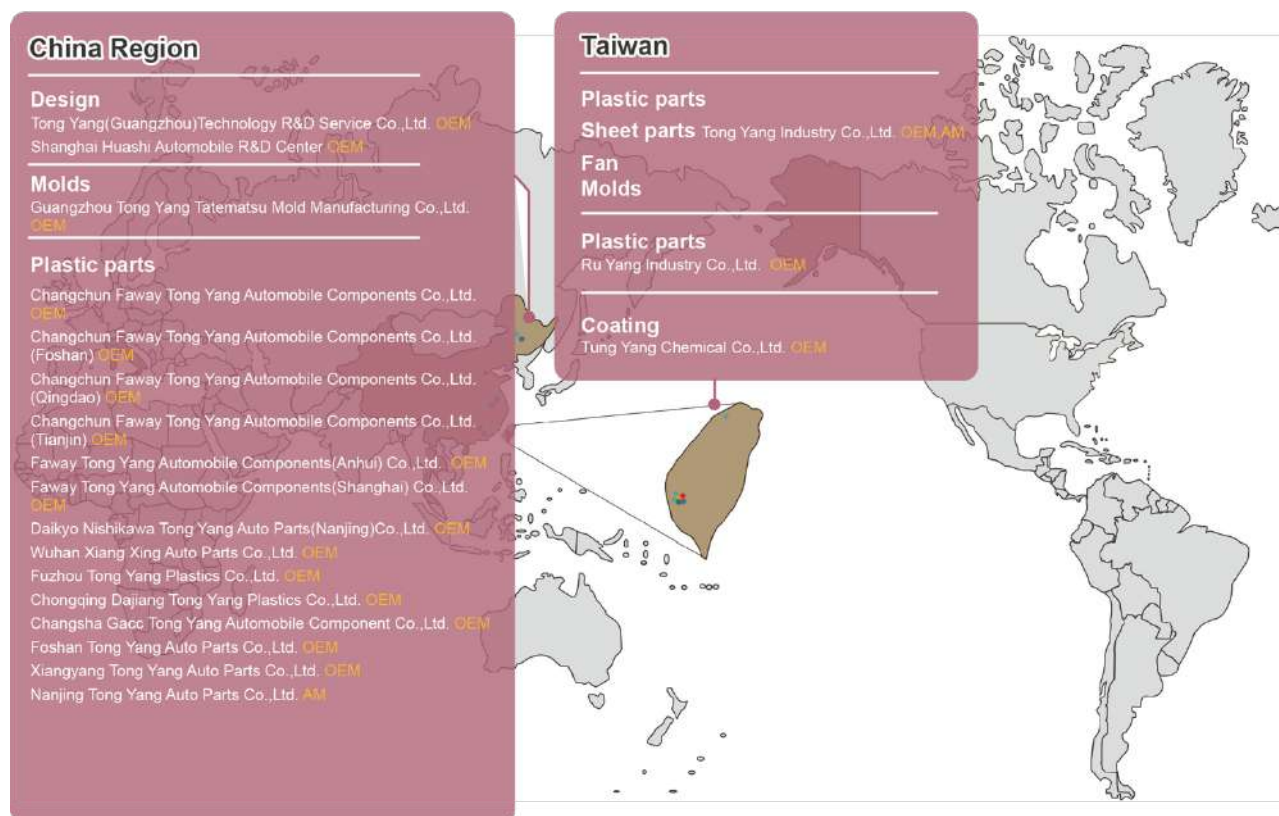 China Region
Design
Tong Yang(Guangzhou)Technology R&D Service Co.,Ltd. OEM
Shanghai Huashi Automobile R&D Center OEM
Molds
Guangzhou Tong Yang Tatematsu Mold Manufacturing Co.,Ltd.
OEM
Plastic parts
Changchun Faway Tong Yang Automobile Components Co.,Ltd.
OEM
Changchun Faway Tong Yang Automobile Components Co.,Ltd.
(Foshan) OEM
Changchun Faway Tong Yang Automobile Components Co.,Ltd.
(Qingdao) OEM
Changchun Faway Tong Yang Automobile Components Co.,Ltd.
(Tianjin) OEM
Faway Tong Yang Automobile Components(Anhui) Co.,Ltd. OEM
Faway Tong Yang Automobile Components(Shanghai) Co.,Ltd.
OEM
Daikyo Nishikawa Tong Yang Auto Parts(Nanjing)Co.,Ltd. OEM
Wuhan Xiang Xing Auto Parts Co.,Ltd. OEM
Fuzhou Tong Yang Plastics Co.,Ltd. OEM
Chongqing Dajiang Tong Yang Plastics Co.,Ltd. OEM
Changsha Gacc Tong Yang Automobile Component Co.,Ltd. OEM
Foshan Tong Yang Auto Parts Co.,Ltd. OEM
Xiangyang Tong Yang Auto Parts Co.,Ltd. OEM
Nanjing Tong Yang Auto Parts Co.,Ltd. AM
Taiwan
Plastic parts
Sheet parts Tong Yang Industry Co.,Ltd. OEM,AM
Fan
Molds
Plastic parts
Ru Yang Industry Co.,Ltd. OEM
Coating
Tung Yang Chemical Co.,Ltd. OEM